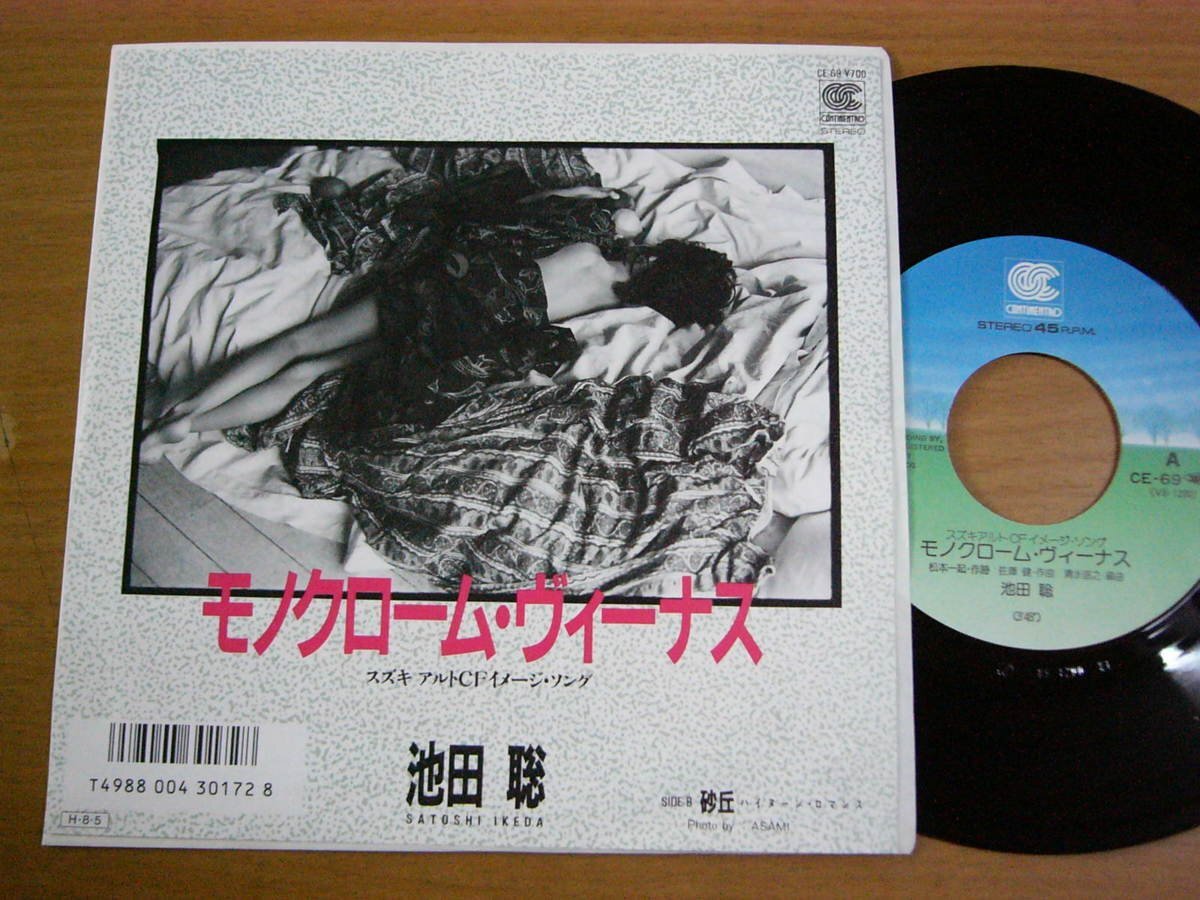 CE-69 ¥700
CONTINENTAL
STEREO
モノクローム・ヴィーナス
スズキ アルトCFイメージ・ソング
池田 聡
SATOSHI IKEDA
T4988 004 30172 8
H-8-5
SIDE-B 砂丘 ハイヌーン・ロマンス
Photo by ASAMI
CONTINENTAL
STEREO 45 R.P.M.
A
CE-69
スズキアルト・CFイメージ・ソング
モノクローム・ヴィーナス
松本一起・作詩 佐藤 健・作曲 清水信之・編曲
池田 聡